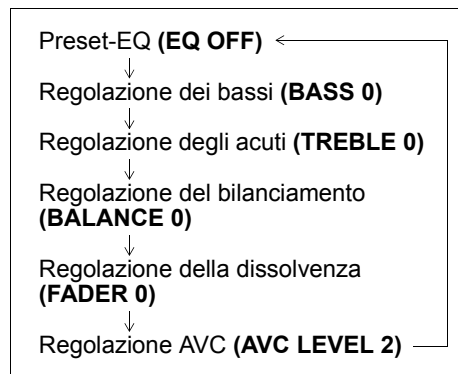 Preset-EQ (EQ OFF)
Regolazione dei bassi (BASS 0)
Regolazione degli acuti (TREBLE 0)
Regolazione del bilanciamento
(BALANCE 0)
Regolazione della dissolvenza
(FADER 0)
Regolazione AVC (AVC LEVEL 2)